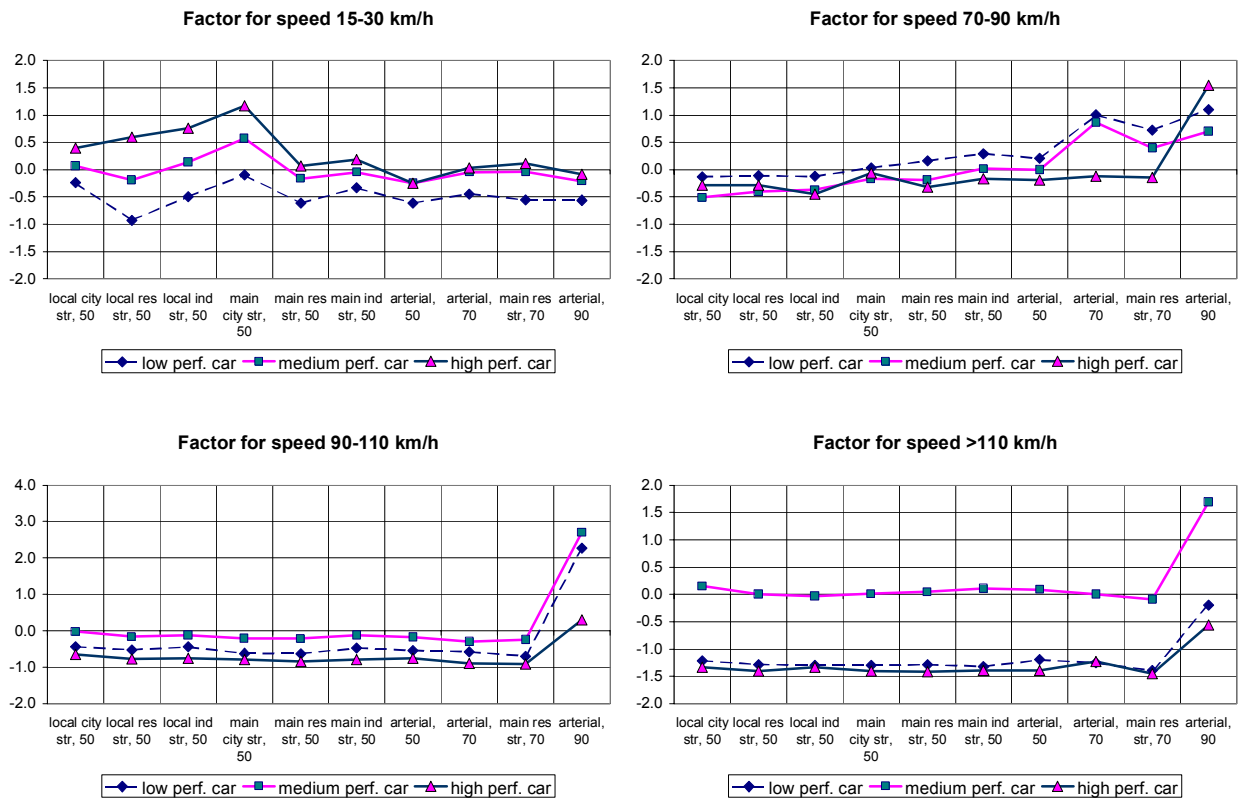 Factor for speed 15-30 km/h
2.0
1.5
1.0
0.5
0.0
-0.5
-1.0
-1.5
-2.0
local city local res local ind main main res main ind arterial, arterial, main res arterial,
str, 50 str, 50 str, 50 city str, str, 50 str, 50 50 70 str, 70 90
50
low perf. car medium perf. car high perf. car
Factor for speed 70-90 km/h
2.0
1.5
1.0
0.5
0.0
-0.5
-1.0
-1.5
-2.0
local city local res local ind main main res main ind arterial, arterial, main res arterial,
str, 50 str, 50 str, 50 city str, str, 50 str, 50 50 70 str, 70 90
50
low perf. car medium perf. car high perf. car
Factor for speed 90-110 km/h
4.0
3.0
2.0
1.0
0.0
-1.0
-2.0
local city local res local ind main main res main ind arterial, arterial, main res arterial,
str, 50 str, 50 str, 50 city str, str, 50 str, 50 50 70 str, 70 90
50
low perf. car medium perf. car high perf. car
Factor for speed >110 km/h
2.0
1.5
1.0
0.5
0.0
-0.5
-1.0
-1.5
-2.0
local city local res local ind main main res main ind arterial, arterial, main res arterial,
str, 50 str, 50 str, 50 city str, str, 50 str, 50 50 70 str, 70 90
50
low perf. car medium perf. car high perf. car